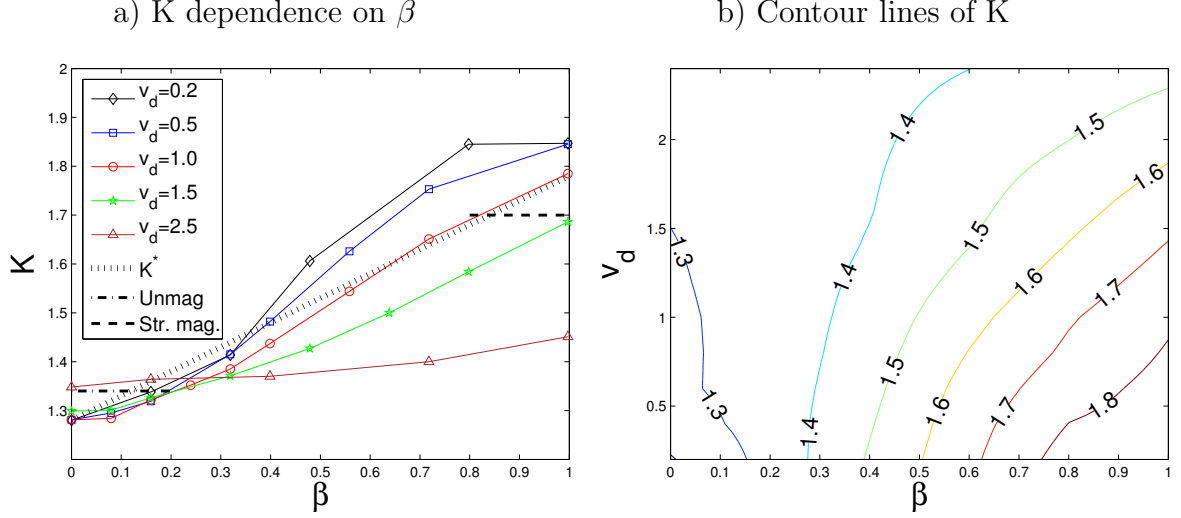 a) K dependence on β
2
1.9
1.8
1.7
1.6
1.5
1.4
1.3
K
0 0.1 0.2 0.3 0.4 0.5 0.6 0.7 0.8 0.9 1
β
v_d=0.2
v_d=0.5
v_d=1.0
v_d=1.5
v_d=2.5
K*
Unmag
Str. mag.
b) Contour lines of K
2
1.5
1
0.5
v_d
0 0.1 0.2 0.3 0.4 0.5 0.6 0.7 0.8 0.9 1
β
1.4
1.5
1.6
1.3
1.5
1.4
1.6
1.7
1.5
1.3
1.6
1.7
1.8
1.4